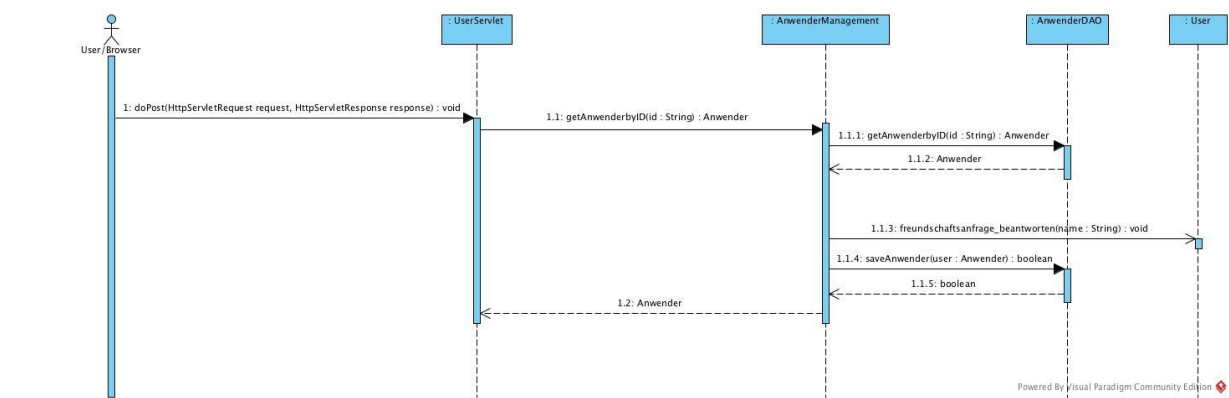 User/Browser
: UserServlet
: AnwenderManagement
: AnwenderDAO
: User
1: doPost(HttpServletRequest request, HttpServletResponse response) : void
1.1: getAnwenderbyID(id : String) : Anwender
1.1.1: getAnwenderbyID(id : String) : Anwender
1.1.2: Anwender
1.1.3: freundschaftsanfrage_beantworten(name : String) : void
1.1.4: saveAnwender(user : Anwender) : boolean
1.1.5: boolean
1.2: Anwender
Powered By Visual Paradigm Community Edition